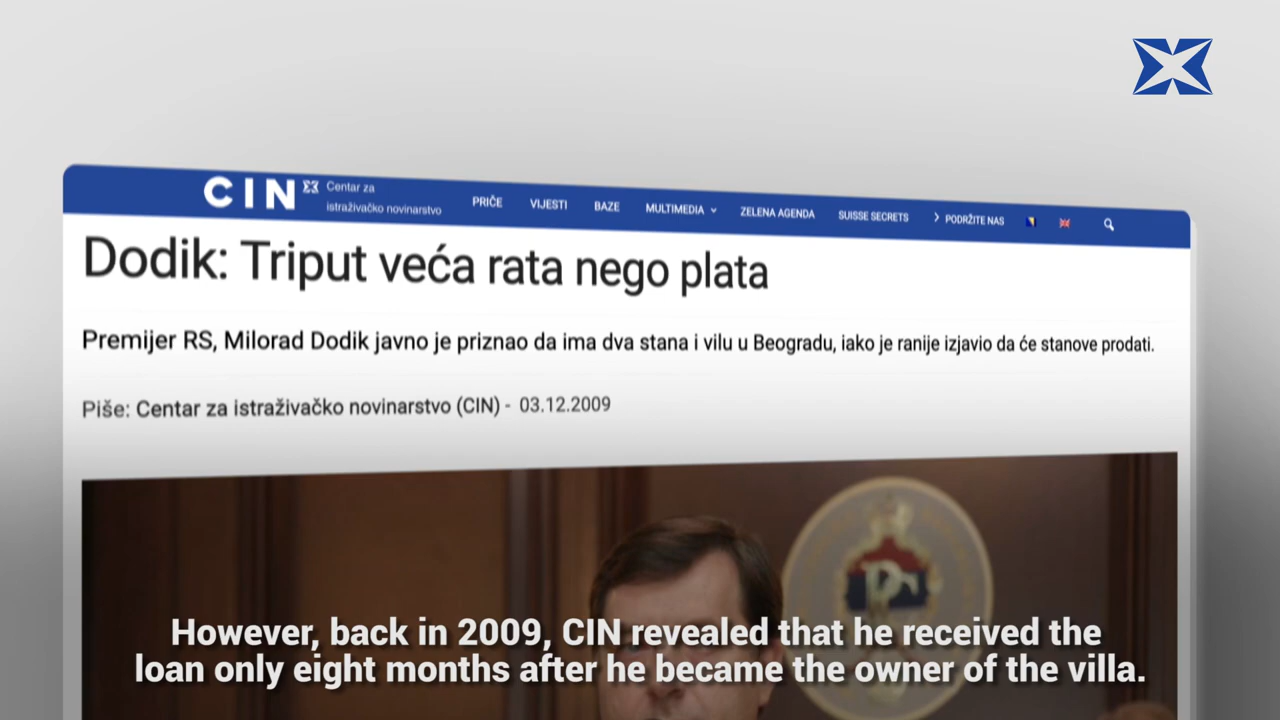 CIN Centar za
istraživačko novinarstvo
PRIČE VIJESTI BAZE MULTIMEDIA ZELENA AGENDA SUISSE SECRETS PODRŽITE NAS
Dodik: Triput veća rata nego plata
Premijer RS, Milorad Dodik javno je priznao da ima dva stana i vilu u Beogradu, iako je ranije izjavio da će stanove prodati.
Piše: Centar za istraživačko novinarstvo (CIN) - 03.12.2009
However, back in 2009, CIN revealed that he received the
loan only eight months after he became the owner of the villa.